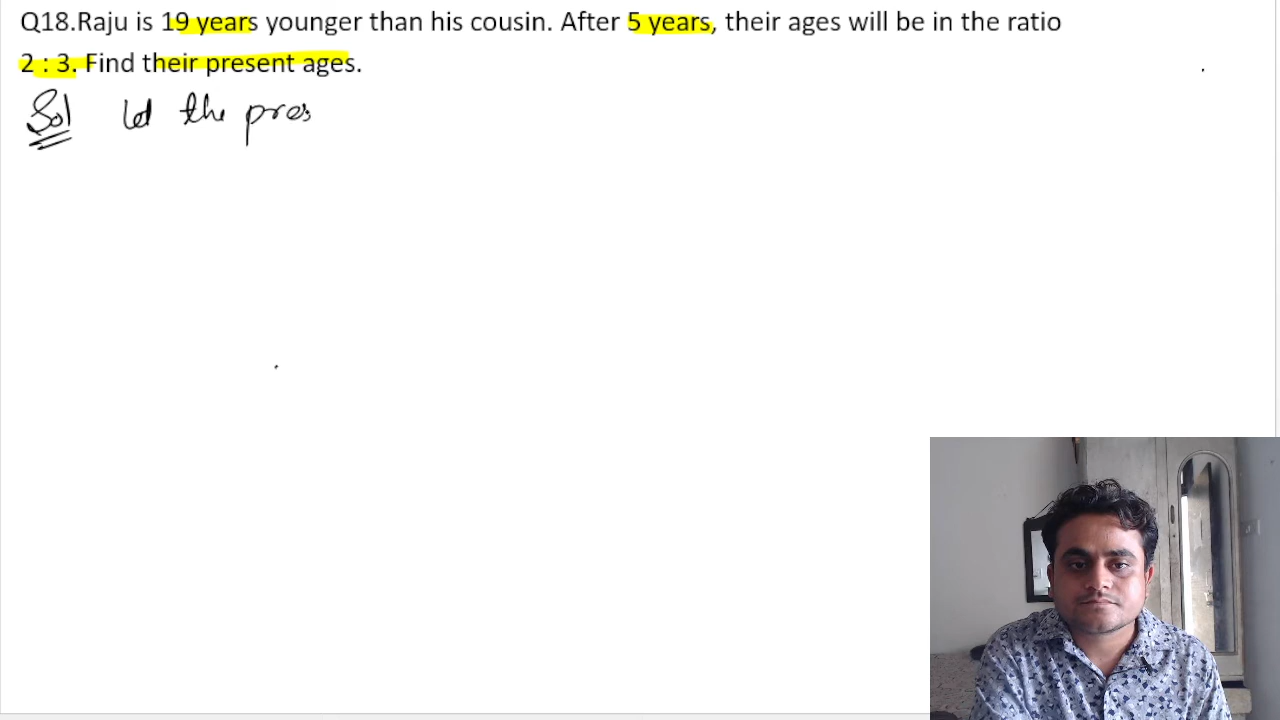 Q18.Raju is 19 years younger than his cousin. After 5 years, their ages will be in the ratio
2 : 3. Find their present ages.
Sol let the pres